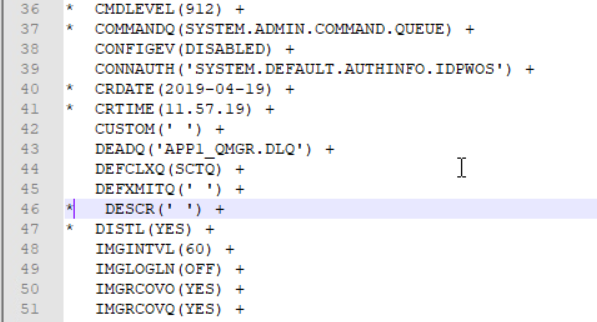 36 *  CMDLEVEL(912) +
37 *  COMMANDQ(SYSTEM.ADMIN.COMMAND.QUEUE) +
38    CONFIGEV(DISABLED) +
39    CONNAUTH('SYSTEM.DEFAULT.AUTHINFO.IDPWOS') +
40 *  CRDATE(2019-04-19) +
41 *  CRTIME(11.57.19) +
42    CUSTOM(' ') +
43    DEADQ('APP1_QMGR.DLQ') +
44    DEFCLXQ(SCTQ) +
45    DEFXMITQ(' ') +
46 *   DESCR(' ') +
47 *  DISTL(YES) +
48    IMGINTVL(60) +
49    IMGLOGLN(OFF) +
50    IMGRCOVO(YES) +
51    IMGRCOVQ(YES) +